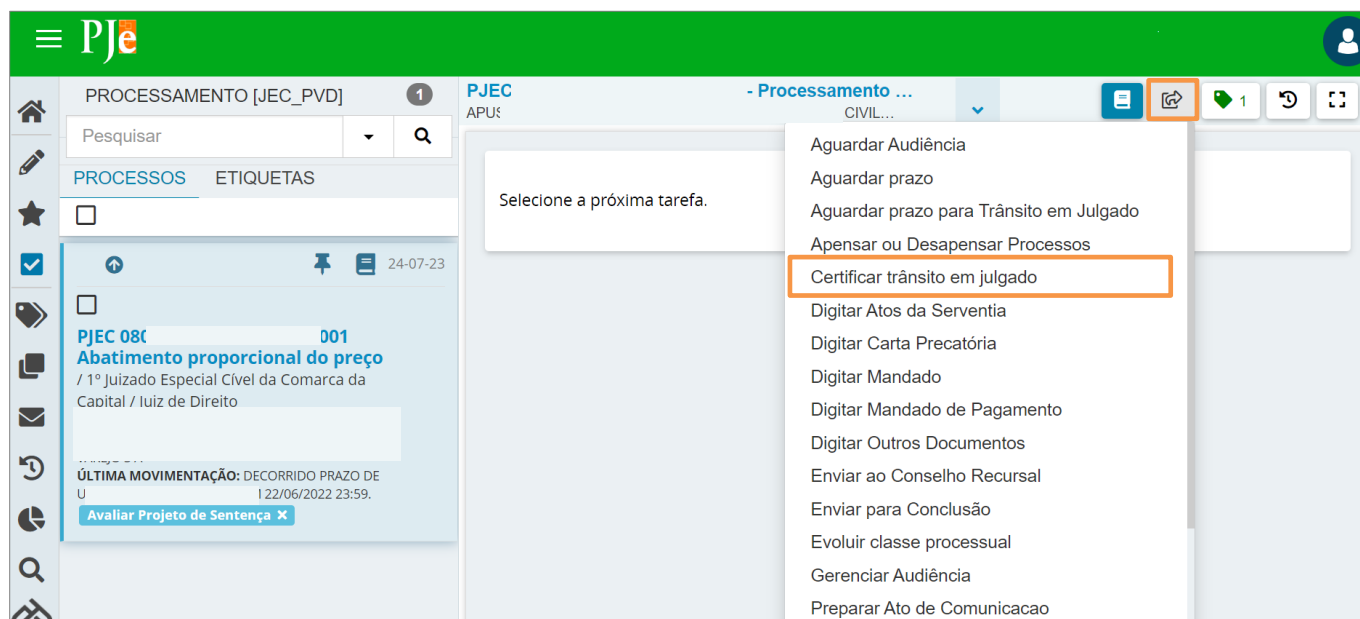 PJe
PROCESSAMENTO [JEC_PVD] 1
Pesquisar
PROCESSOS ETIQUETAS
24-07-23
PJEC 080 001
Abatimento proporcional do preço
/ 1º Juizado Especial Cível da Comarca da
Capital / Juiz de Direito
ÚLTIMA MOVIMENTAÇÃO: DECORRIDO PRAZO DE
U 22/06/2022 23:59.
Avaliar Projeto de Sentença ×
PJEC - Processamento ...
CIVIL...
1
Selecione a próxima tarefa.
Aguardar Audiência
Aguardar prazo
Aguardar prazo para Trânsito em Julgado
Apensar ou Desapensar Processos
Certificar trânsito em julgado
Digitar Atos da Serventia
Digitar Carta Precatória
Digitar Mandado
Digitar Mandado de Pagamento
Digitar Outros Documentos
Enviar ao Conselho Recursal
Enviar para Conclusão
Evoluir classe processual
Gerenciar Audiência
Preparar Ato de Comunicacao